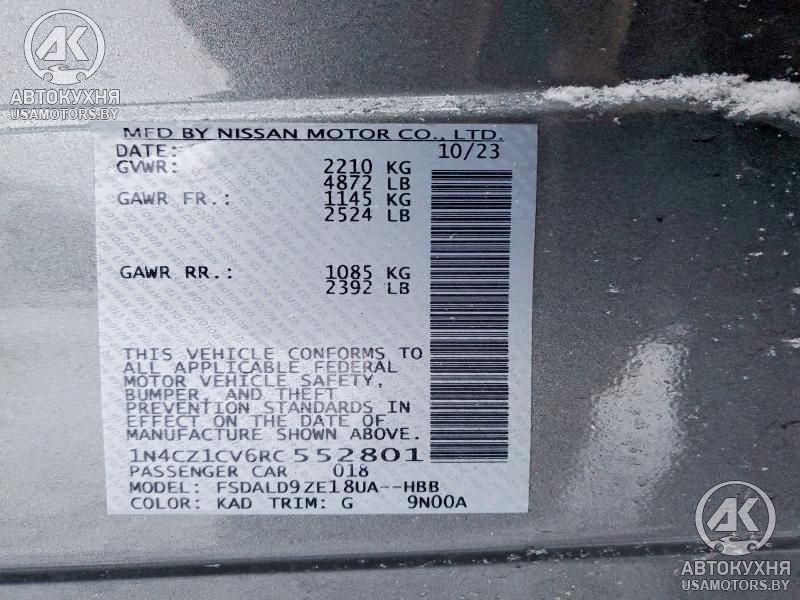 АК
АВТОКУХНЯ
USAMOTORS.BY
MFD BY NISSAN MOTOR CO., LTD.
DATE: 10/23
GVWR: 2210 KG
4872 LB
GAWR FR.: 1145 KG
2524 LB
GAWR RR.: 1085 KG
2392 LB
THIS VEHICLE CONFORMS TO
ALL APPLICABLE FEDERAL
MOTOR VEHICLE SAFETY,
BUMPER, AND THEFT
PREVENTION STANDARDS IN
EFFECT ON THE DATE OF
MANUFACTURE SHOWN ABOVE.
1N4CZ1CV6RC552801
PASSENGER CAR 018
MODEL: FSDALD9ZE18UA--HBB
COLOR: KAD TRIM: G 9N00A
АК
АВТОКУХНЯ
USAMOTORS.BY